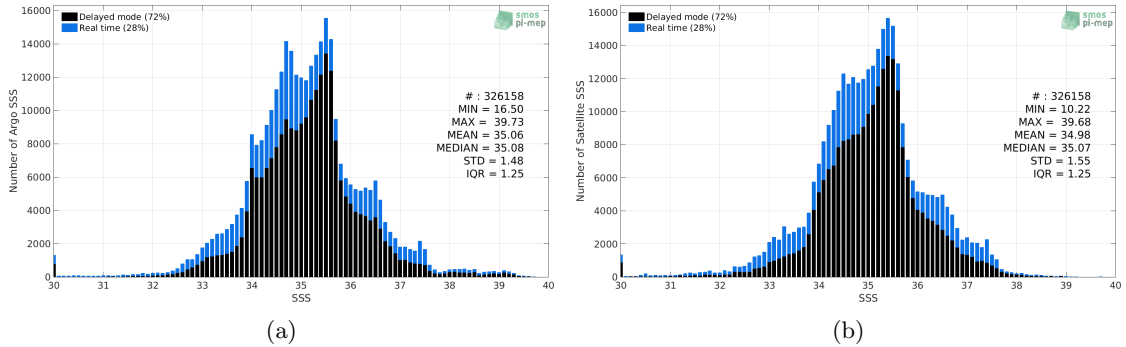 Delayed mode (72%)
Real time (28%)
smos
pi-mep
# : 326158
MIN = 16.50
MAX = 39.73
MEAN = 35.06
MEDIAN = 35.08
STD = 1.48
IQR = 1.25
Number of Argo SSS
16000
14000
12000
10000
8000
6000
4000
2000
0
30 31 32 33 34 35 36 37 38 39 40
SSS
(a)
Delayed mode (72%)
Real time (28%)
smos
pi-mep
# : 326158
MIN = 10.22
MAX = 39.68
MEAN = 34.98
MEDIAN = 35.07
STD = 1.55
IQR = 1.25
Number of Satellite SSS
16000
14000
12000
10000
8000
6000
4000
2000
0
30 31 32 33 34 35 36 37 38 39 40
SSS
(b)